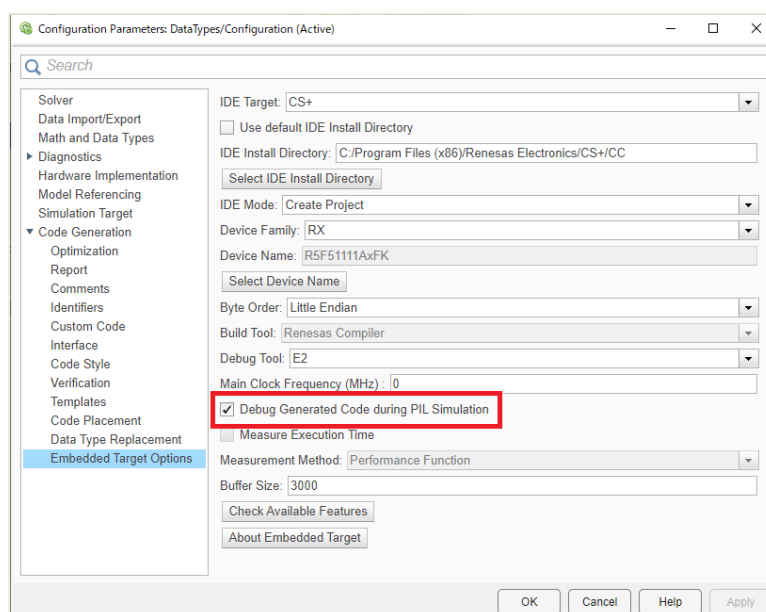 Configuration Parameters: DataTypes/Configuration (Active)
Search
Solver
Data Import/Export
Math and Data Types
Diagnostics
Hardware Implementation
Model Referencing
Simulation Target
Code Generation
Optimization
Report
Comments
Identifiers
Custom Code
Interface
Code Style
Verification
Templates
Code Placement
Data Type Replacement
Embedded Target Options
IDE Target: CS+
Use default IDE Install Directory
IDE Install Directory: C:/Program Files (x86)/Renesas Electronics/CS+/CC
Select IDE Install Directory
IDE Mode: Create Project
Device Family: RX
Device Name: R5F51111AxFK
Select Device Name
Byte Order: Little Endian
Build Tool: Renesas Compiler
Debug Tool: E2
Main Clock Frequency (MHz) : 0
Debug Generated Code during PIL Simulation
Measure Execution Time
Measurement Method: Performance Function
Buffer Size: 3000
Check Available Features
About Embedded Target
OK Cancel Help Apply